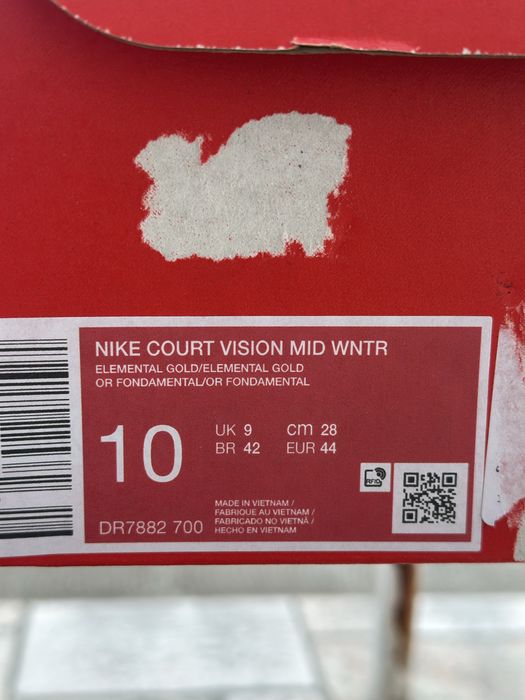 NIKE COURT VISION MID WNTR
ELEMENTAL GOLD/ELEMENTAL GOLD
OR FONDAMENTAL/OR FONDAMENTAL
10
UK 9 cm 28
BR 42 EUR 44
RFID
MADE IN VIETNAM /
FABRIQUE AU VIETNAM /
FABRICADO NO VIETNÃ /
HECHO EN VIETNAM
DR7882 700